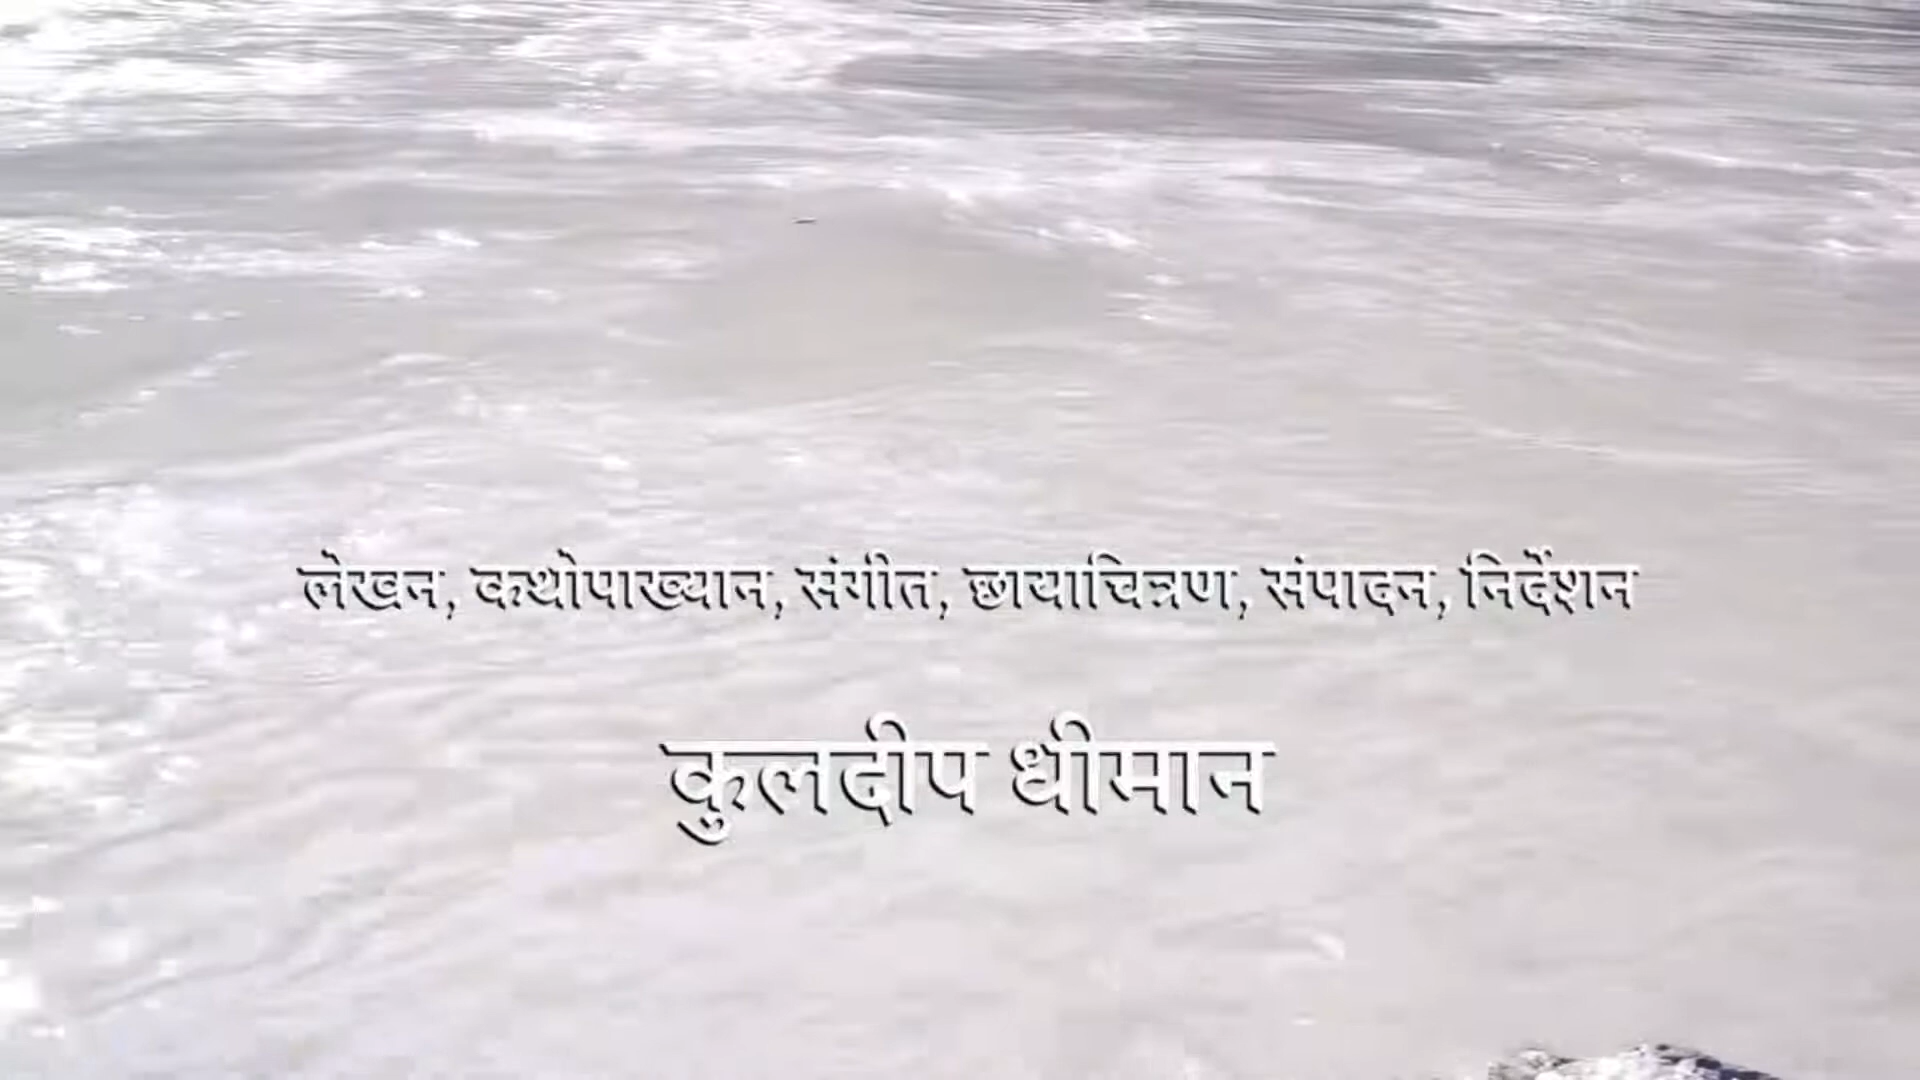 लेखन, कथोपाख्यान, संगीत, छायाचित्रण, संपादन, निर्देशन
कुलदीप धीमान